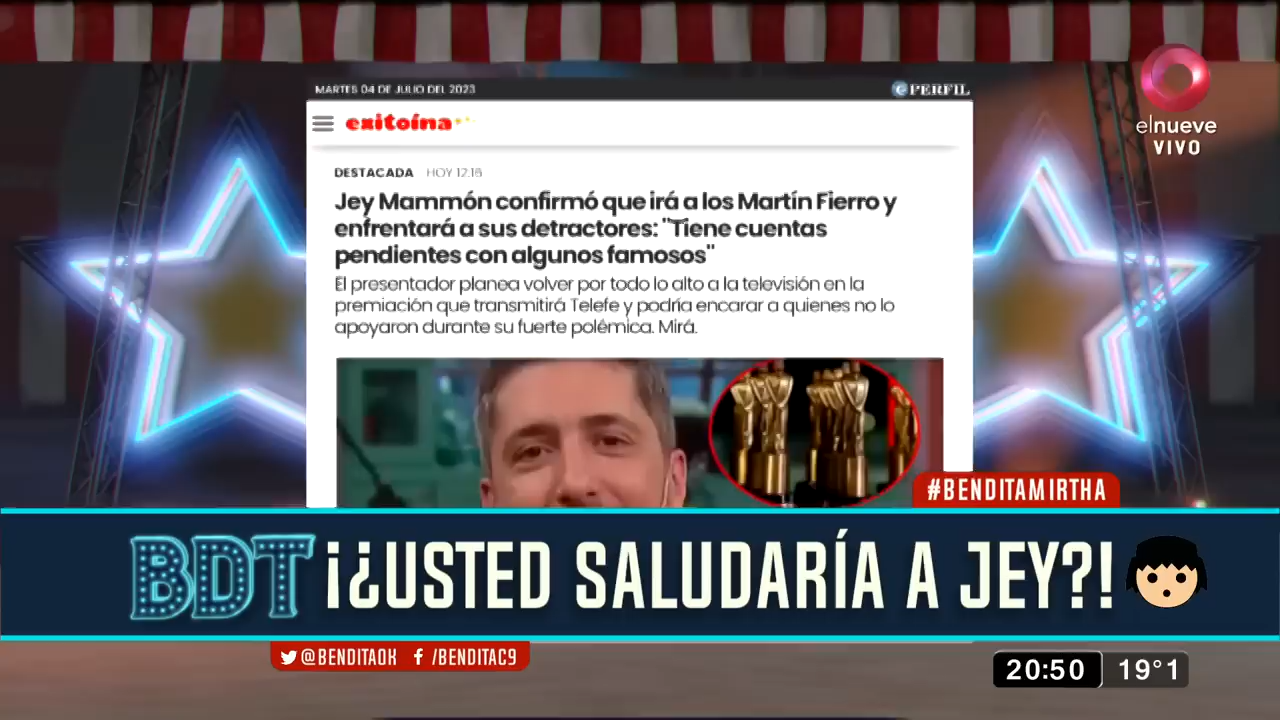 MARTES 04 DE JULIO DEL 2023
PERFIL
exitoína
elnueve
VIVO
DESTACADA HOY 12:18
Jey Mammón confirmó que irá a los Martín Fierro y
enfrentará a sus detractores: "Tiene cuentas
pendientes con algunos famosos"
El presentador planea volver por todo lo alto a la televisión en la
premiación que transmitirá Telefe y podría encarar a quienes no lo
apoyaron durante su fuerte polémica. Mirá.
#BENDITAMIRTHA
BDT ¡¿USTED SALUDARÍA A JEY?!
@BENDITAOK /BENDITAC9
20:50 19°1